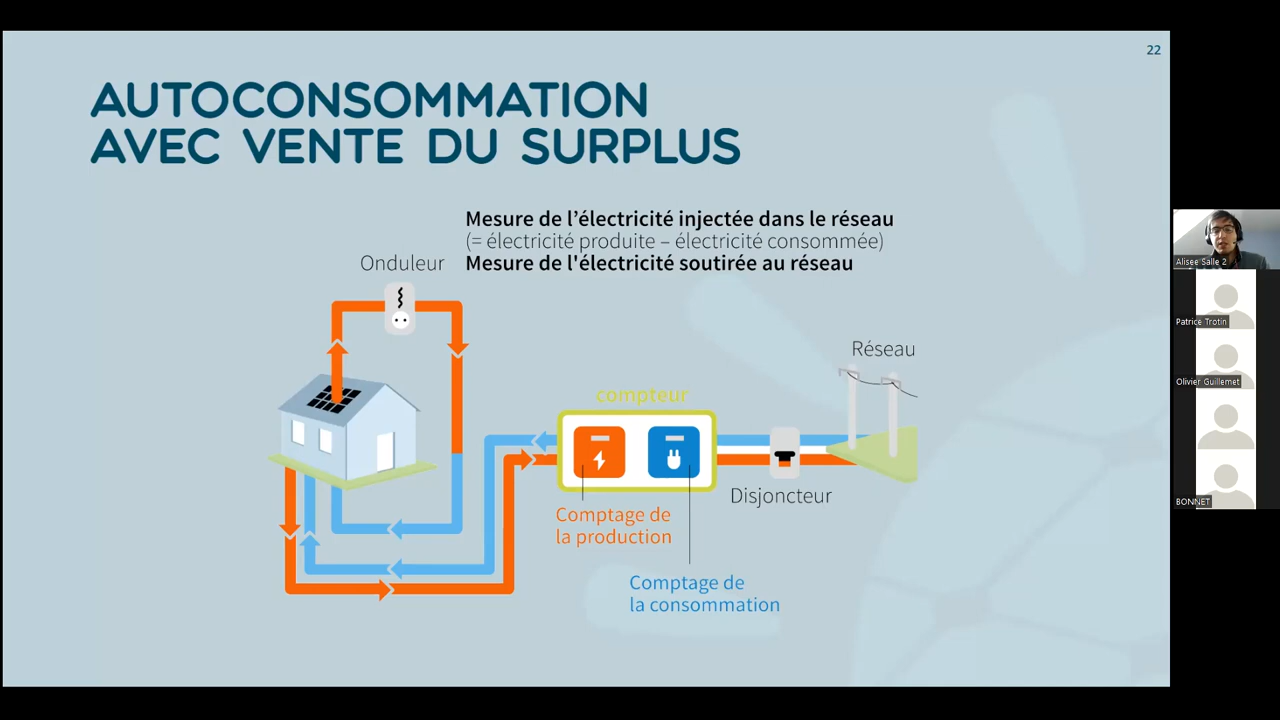 22
AUTOCONSOMMATION
AVEC VENTE DU SURPLUS
Mesure de l’électricité injectée dans le réseau
(= électricité produite – électricité consommée)
Onduleur
Mesure de l'électricité soutirée au réseau
Réseau
compteur
Disjoncteur
Comptage de
la production
Comptage de
la consommation
Alisee Salle 2
Patrice Trotin
Olivier Guillemet
BONNET